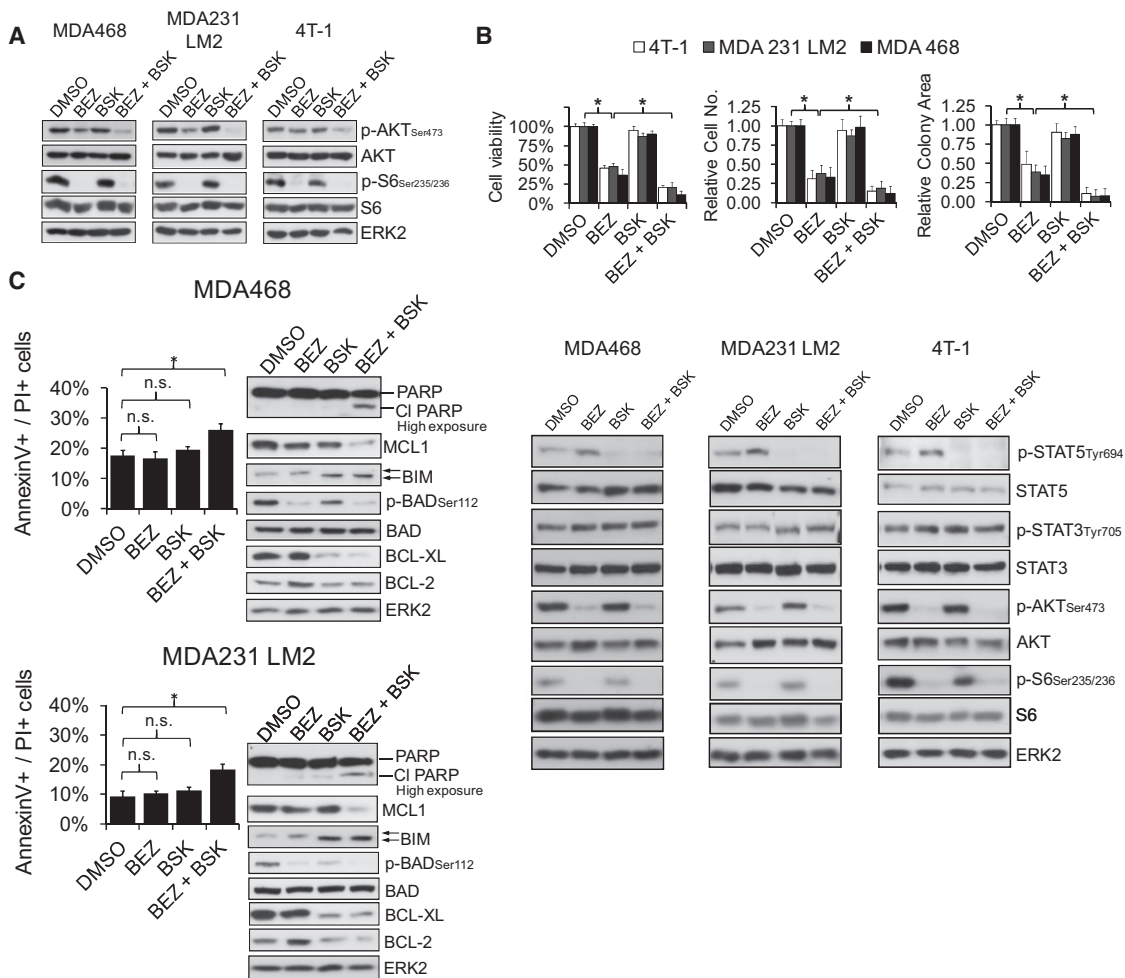 A
MDA468
MDA231
LM2
4T-1
DMSO
BEZ
BSK
BEZ + BSK
DMSO
BEZ
BSK
BEZ + BSK
DMSO
BEZ
BSK
BEZ + BSK
p-AKTSer473
AKT
p-S6Ser235/236
S6
ERK2
B
4T-1 MDA 231 LM2 MDA 468
Cell viability
100%
75%
50%
25%
0%
* *
DMSO
BEZ
BSK
BEZ + BSK
Relative Cell No.
1.25
1.00
0.75
0.50
0.25
0.00
* *
DMSO
BEZ
BSK
BEZ + BSK
Relative Colony Area
1.25
1.00
0.75
0.50
0.25
0.00
* *
DMSO
BEZ
BSK
BEZ + BSK
C
MDA468
AnnexinV+ / PI+ cells
40%
30%
20%
10%
0%
*
n.s.
n.s.
DMSO
BEZ
BSK
BEZ + BSK
DMSO
BEZ
BSK
BEZ + BSK
PARP
Cl PARP
High exposure
MCL1
BIM
p-BADSer112
BAD
BCL-XL
BCL-2
ERK2
MDA231 LM2
AnnexinV+ / PI+ cells
40%
30%
20%
10%
0%
*
n.s.
n.s.
DMSO
BEZ
BSK
BEZ + BSK
DMSO
BEZ
BSK
BEZ + BSK
PARP
Cl PARP
High exposure
MCL1
BIM
p-BADSer112
BAD
BCL-XL
BCL-2
ERK2
MDA468
MDA231 LM2
4T-1
DMSO
BEZ
BSK
BEZ + BSK
DMSO
BEZ
BSK
BEZ + BSK
DMSO
BEZ
BSK
BEZ + BSK
p-STAT5Tyr694
STAT5
p-STAT3Tyr705
STAT3
p-AKTSer473
AKT
p-S6Ser235/236
S6
ERK2